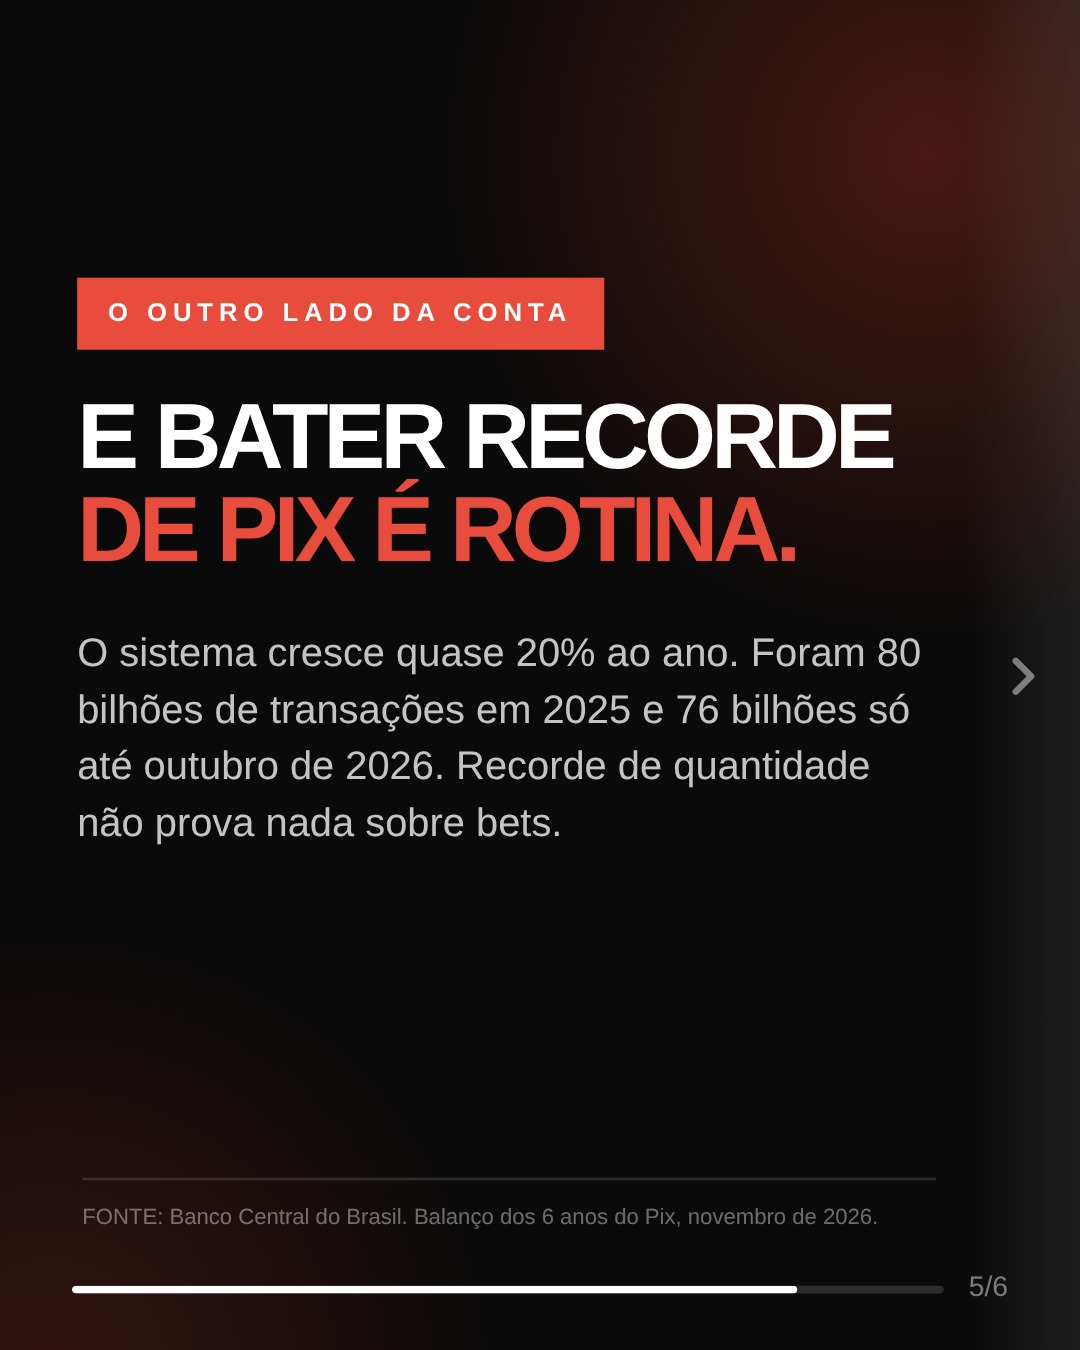 O OUTRO LADO DA CONTA
E BATER RECORDE
DE PIX É ROTINA.
O sistema cresce quase 20% ao ano. Foram 80
bilhões de transações em 2025 e 76 bilhões só
até outubro de 2026. Recorde de quantidade
não prova nada sobre bets.
FONTE: Banco Central do Brasil. Balanço dos 6 anos do Pix, novembro de 2026.
5/6